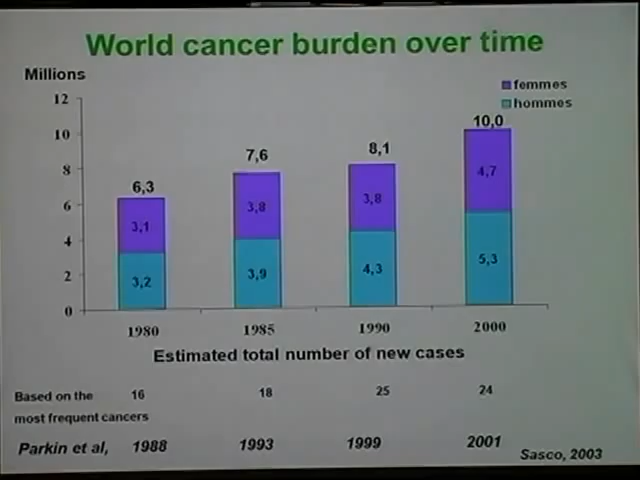 World cancer burden over time
Millions
femmes
hommes
12
10
8
6
4
2
0
6,3
7,6
8,1
10,0
3,1
3,8
3,8
4,7
3,2
3,9
4,3
5,3
1980 1985 1990 2000
Estimated total number of new cases
Based on the 16 18 25 24
most frequent cancers
Parkin et al, 1988 1993 1999 2001
Sasco, 2003